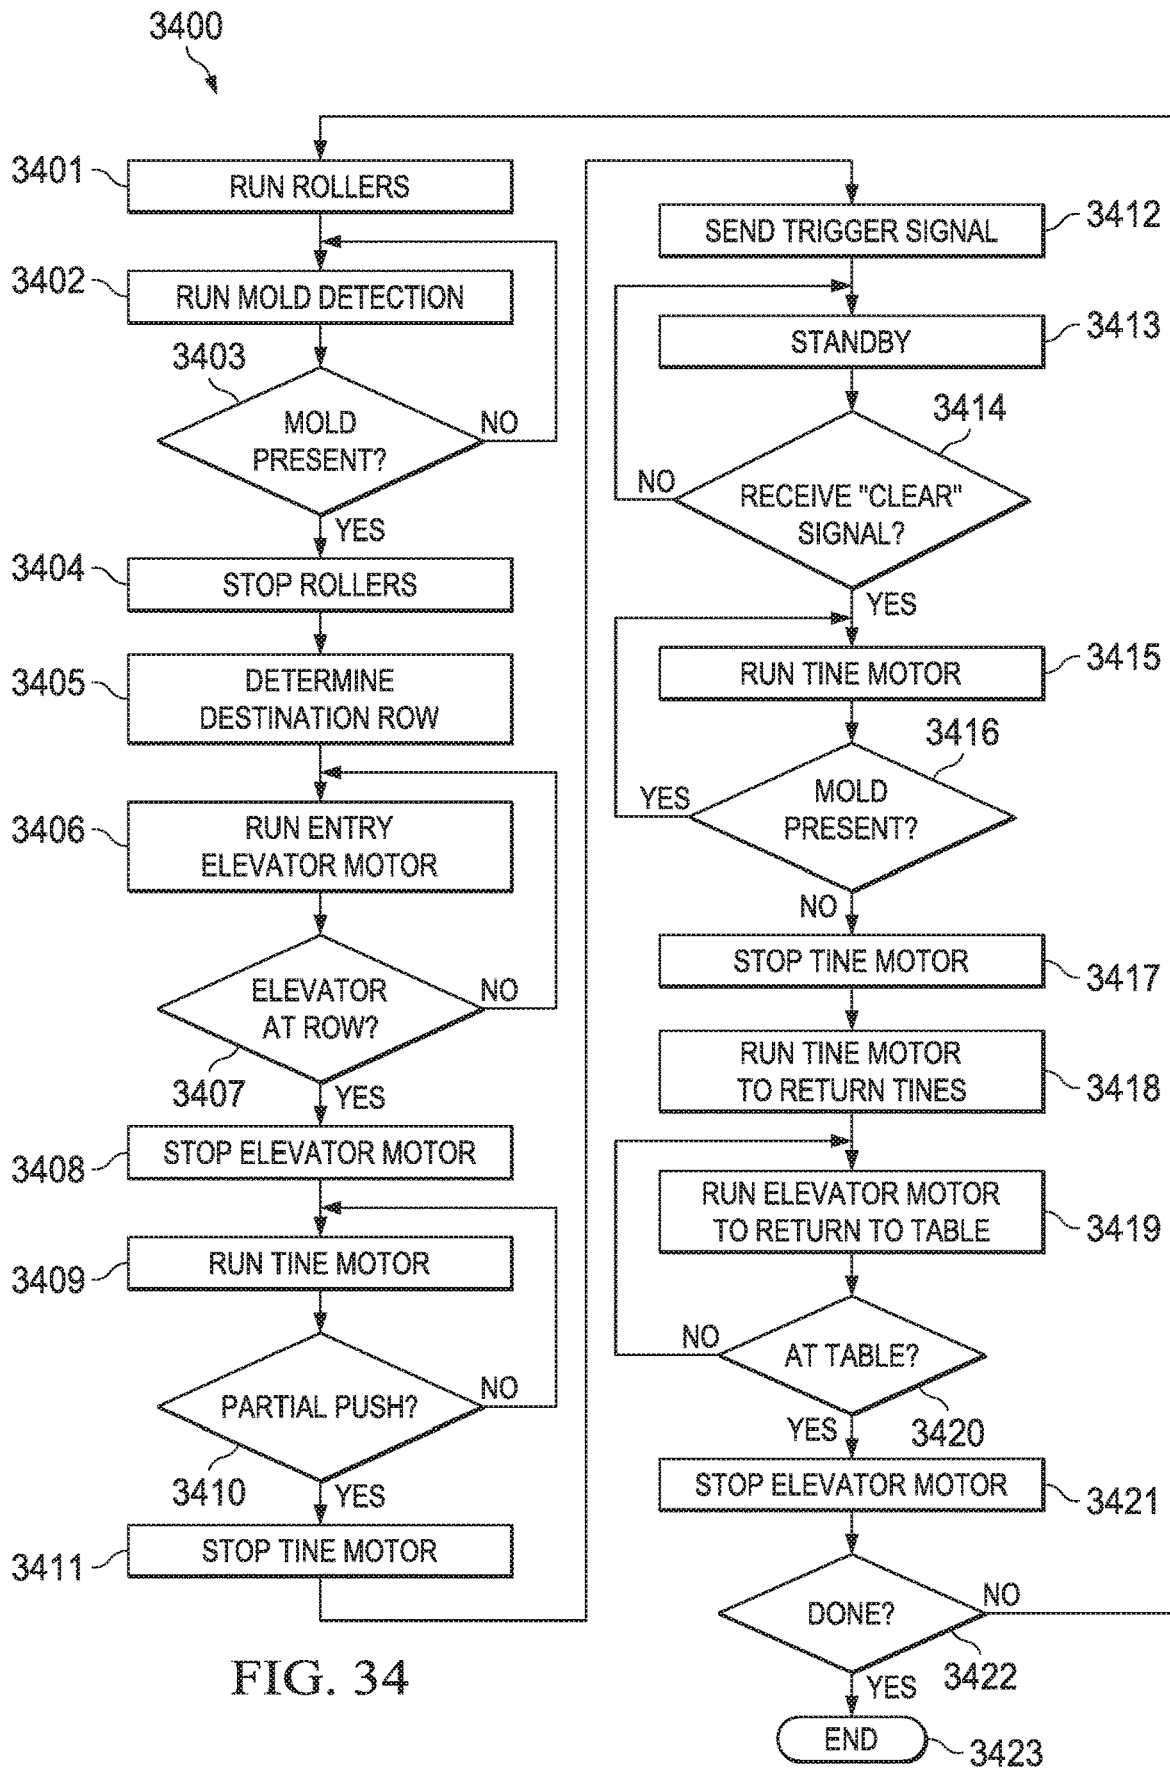 3400
3401
RUN ROLLERS
3402
RUN MOLD DETECTION
3403
MOLD
PRESENT?
NO
YES
3404
STOP ROLLERS
3405
DETERMINE
DESTINATION ROW
3406
RUN ENTRY
ELEVATOR MOTOR
ELEVATOR
AT ROW?
NO
3407
YES
3408
STOP ELEVATOR MOTOR
3409
RUN TINE MOTOR
PARTIAL PUSH?
NO
3410
YES
3411
STOP TINE MOTOR
SEND TRIGGER SIGNAL
3412
STANDBY
3413
3414
RECEIVE "CLEAR"
SIGNAL?
NO
YES
RUN TINE MOTOR
3415
3416
MOLD
PRESENT?
YES
NO
STOP TINE MOTOR
3417
RUN TINE MOTOR
TO RETURN TINES
3418
RUN ELEVATOR MOTOR
TO RETURN TO TABLE
3419
NO
AT TABLE?
3420
YES
STOP ELEVATOR MOTOR
3421
DONE?
NO
3422
YES
END
3423
FIG. 34